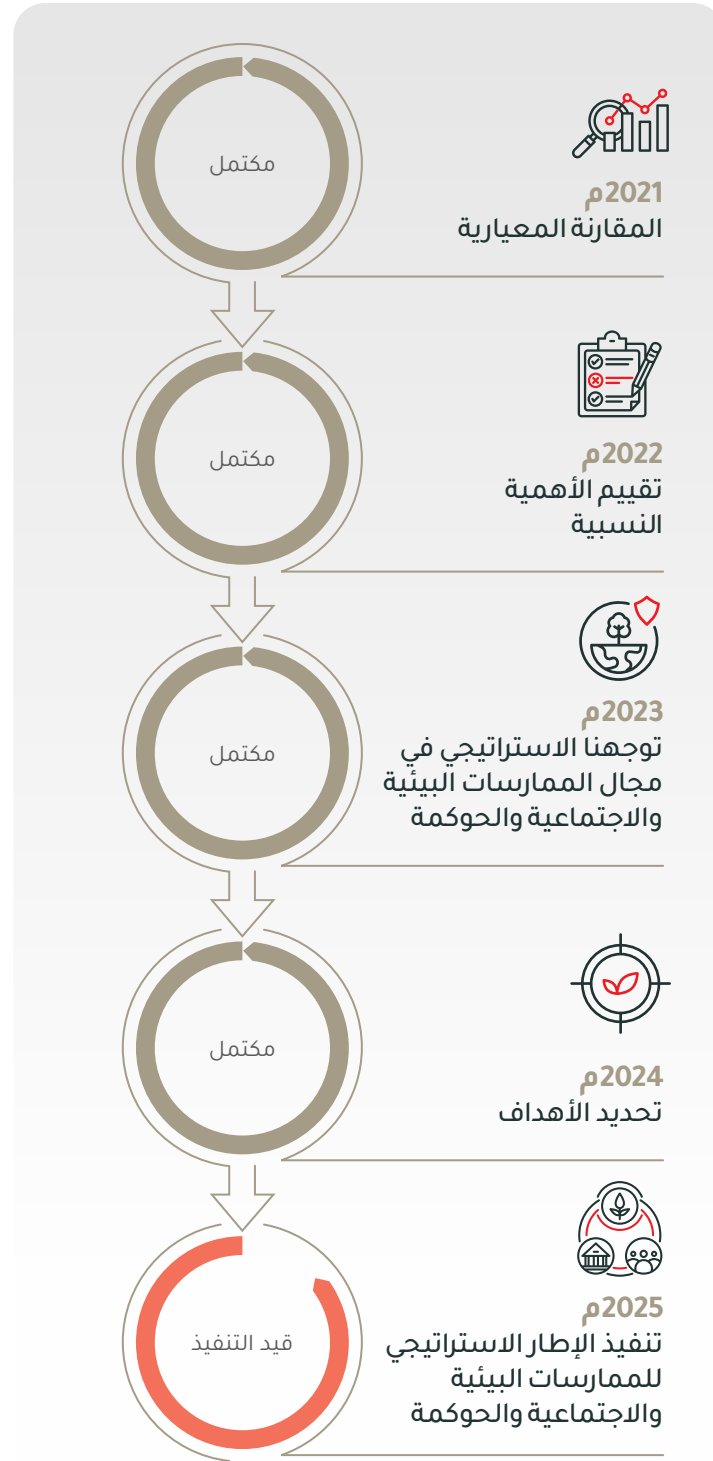 مكتمل
2021م
المقارنة المعيارية
مكتمل
2022م
تقييم الأهمية
النسبية
مكتمل
2023م
توجهنا الاستراتيجي في
مجال الممارسات البيئية
والاجتماعية والحوكمة
مكتمل
2024م
تحديد الأهداف
قيد التنفيذ
2025م
تنفيذ الإطار الاستراتيجي
للممارسات البيئية
والاجتماعية والحوكمة